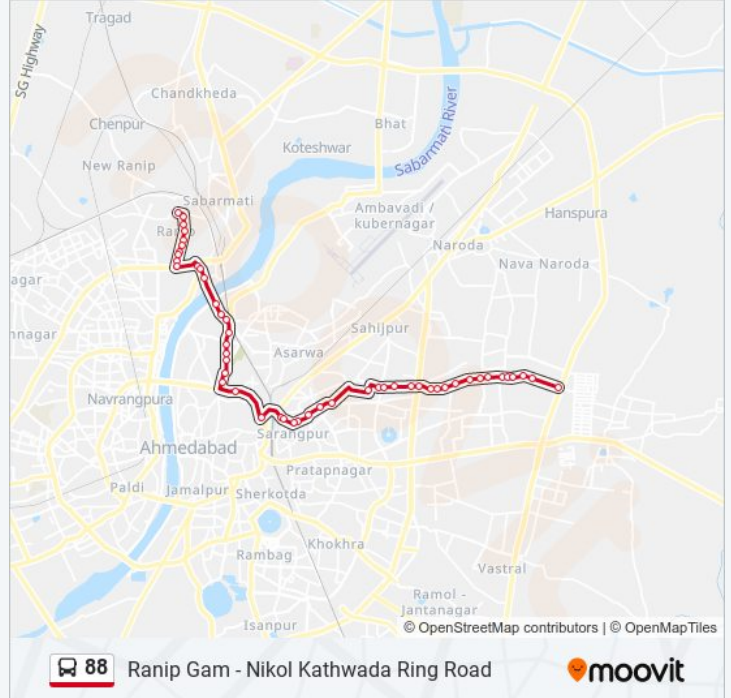 Tragad
SG Highway
Chandkheda
Chenpur
Bhat
Koteshwar
Sabarmati River
New Ranip
Sabarmati
Ambavadi /
kubernagar
Hanspura
Naroda
Nava Naroda
agar
nnagar
Sahijpur
Asarwa
Navrangpura
Sarangpur
Ahmedabad
Pratapnagar
Paldi
Jamalpur
Sherkotda
Khokhra
Rambag
Vastral
Ramol -
Jantanagar
Isanpur
© OpenStreetMap contributors | © OpenMapTiles
88 Ranip Gam - Nikol Kathwada Ring Road
moovit